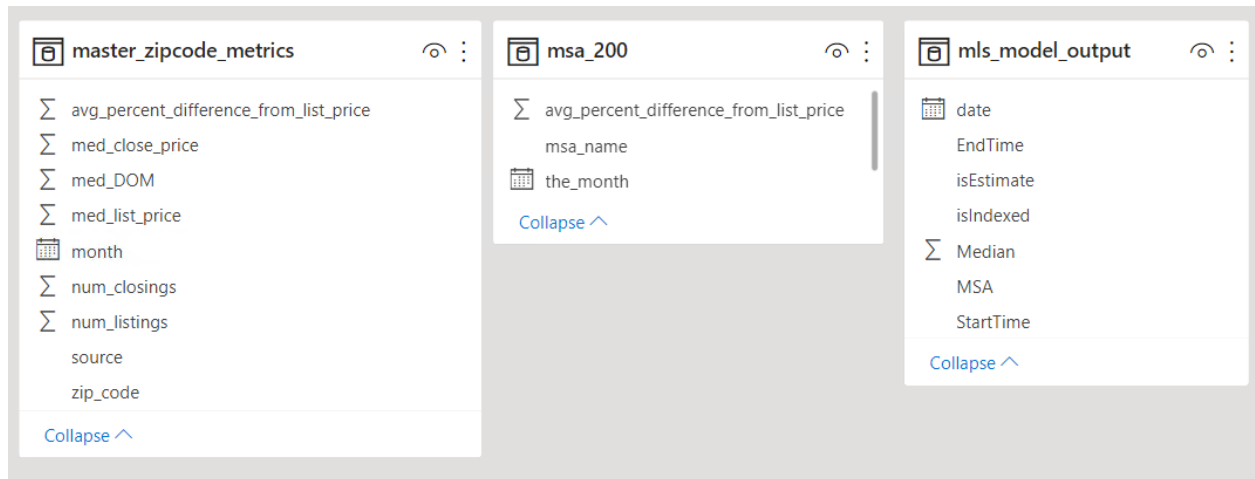 master_zipcode_metrics
avg_percent_difference_from_list_price
med_close_price
med_DOM
med_list_price
month
num_closings
num_listings
source
zip_code
Collapse
msa_200
avg_percent_difference_from_list_price
msa_name
the_month
Collapse
mls_model_output
date
EndTime
isEstimate
isIndexed
Median
MSA
StartTime
Collapse